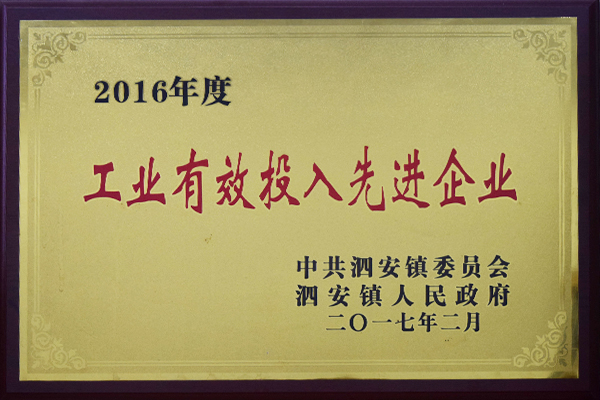 2016年度
工业有效投入先进企业
中共泗安镇委员会
泗安镇人民政府
二〇一七年二月